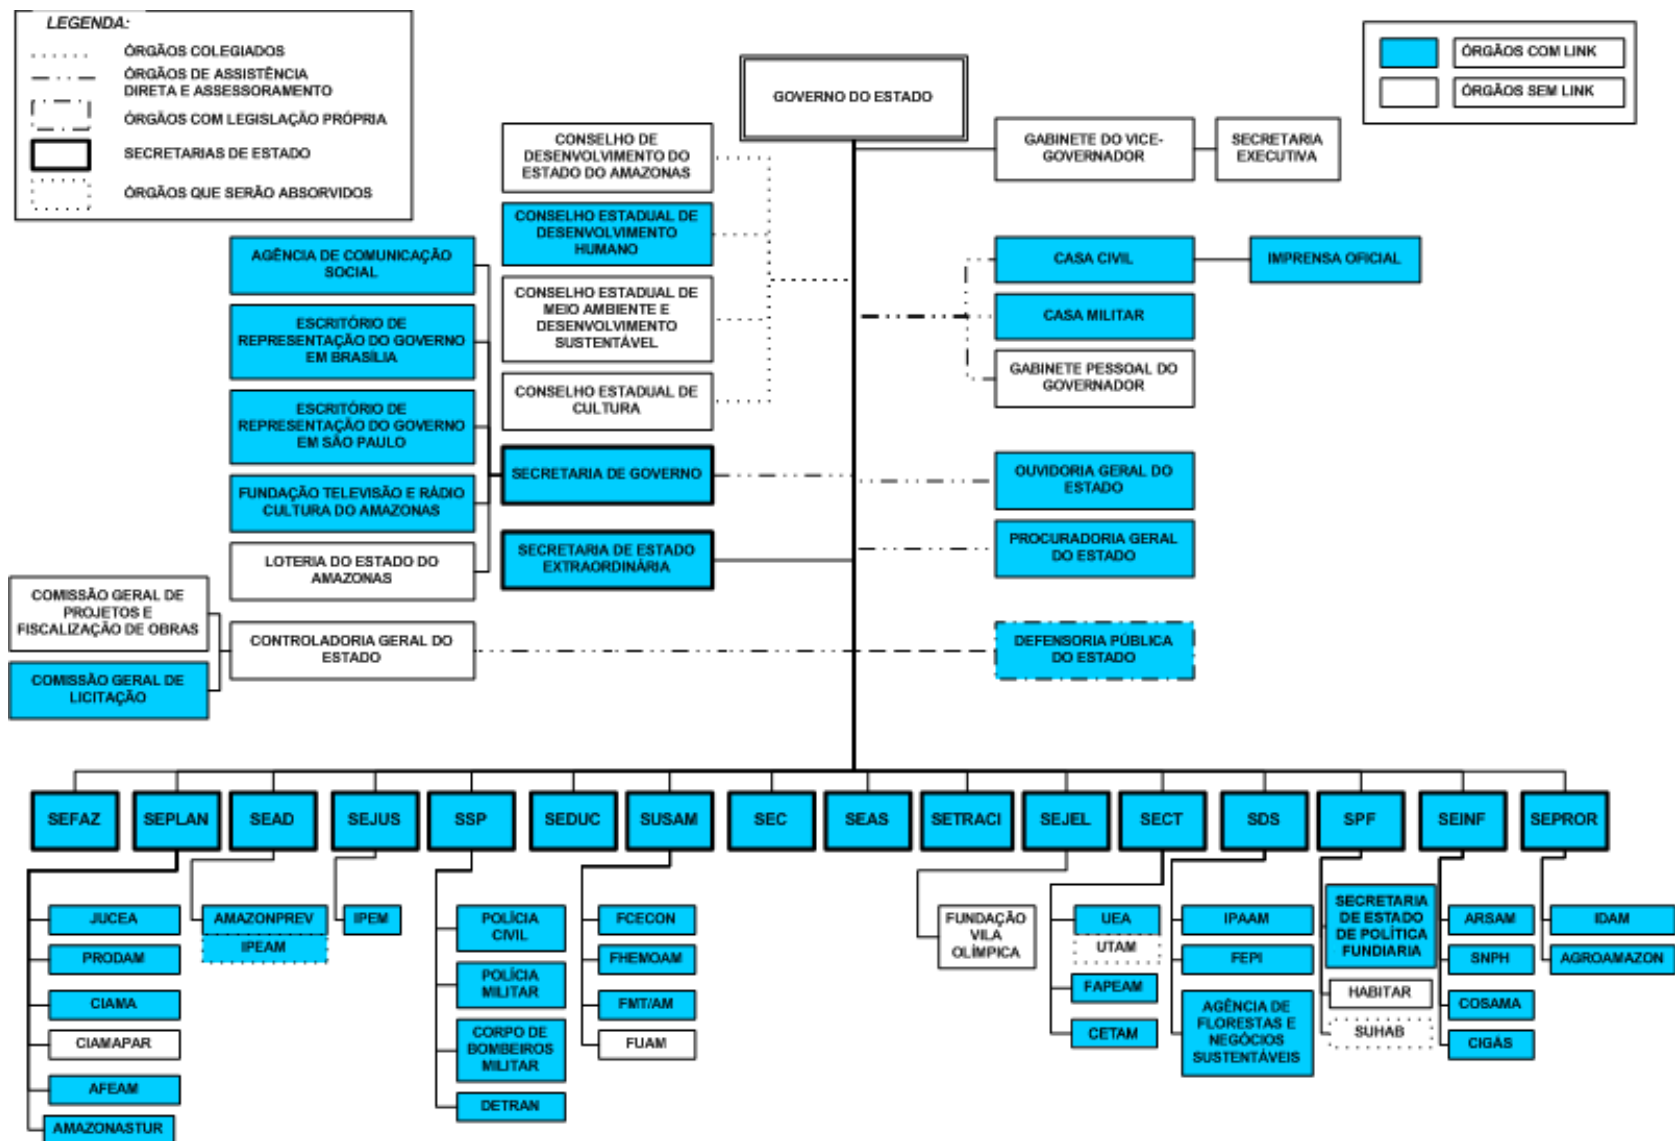 LEGENDA:
ÓRGÃOS COLEGIADOS
ÓRGÃOS DE ASSISTÊNCIA
DIRETA E ASSESSORAMENTO
ÓRGÃOS COM LEGISLAÇÃO PRÓPRIA
SECRETARIAS DE ESTADO
ÓRGÃOS QUE SERÃO ABSORVIDOS
ÓRGÃOS COM LINK
ÓRGÃOS SEM LINK
GOVERNO DO ESTADO
CONSELHO DE
DESENVOLVIMENTO DO
ESTADO DO AMAZONAS
GABINETE DO VICE-
GOVERNADOR
SECRETARIA
EXECUTIVA
CONSELHO ESTADUAL DE
DESENVOLVIMENTO
HUMANO
AGÊNCIA DE COMUNICAÇÃO
SOCIAL
CASA CIVIL
IMPRENSA OFICIAL
CONSELHO ESTADUAL DE
MEIO AMBIENTE E
DESENVOLVIMENTO
SUSTENTÁVEL
ESCRITÓRIO DE
REPRESENTAÇÃO DO GOVERNO
EM BRASÍLIA
CASA MILITAR
GABINETE PESSOAL DO
GOVERNADOR
CONSELHO ESTADUAL DE
CULTURA
ESCRITÓRIO DE
REPRESENTAÇÃO DO GOVERNO
EM SÃO PAULO
SECRETARIA DE GOVERNO
OUVIDORIA GERAL DO
ESTADO
FUNDAÇÃO TELEVISÃO E RÁDIO
CULTURA DO AMAZONAS
SECRETARIA DE ESTADO
EXTRAORDINÁRIA
PROCURADORIA GERAL
DO ESTADO
LOTERIA DO ESTADO DO
AMAZONAS
COMISSÃO GERAL DE
PROJETOS E
FISCALIZAÇÃO DE OBRAS
CONTROLADORIA GERAL DO
ESTADO
DEFENSORIA PÚBLICA
DO ESTADO
COMISSÃO GERAL DE
LICITAÇÃO
SEFAZ
SEPLAN
SEAD
SEJUS
SSP
SEDUC
SUSAM
SEC
SEAS
SETRACI
SEJEL
SECT
SDS
SPF
SEINF
SEPROR
JUCEA
PRODAM
CIAMA
CIAMAPAR
AFEAM
AMAZONASTUR
AMAZONPREV
IPEAM
IPEM
POLÍCIA
CIVIL
POLÍCIA
MILITAR
CORPO DE
BOMBEIROS
MILITAR
DETRAN
FCECON
FHEMOAM
FMT/AM
FUAM
FUNDAÇÃO
VILA
OLÍMPICA
UEA
UTAM
FAPEAM
CETAM
IPAAM
FEPI
AGÊNCIA DE
FLORESTAS E
NEGÓCIOS
SUSTENTÁVEIS
SECRETARIA
DE ESTADO
DE POLÍTICA
FUNDIARIA
HABITAR
SUHAB
ARSAM
SNPH
COSAMA
CIGÁS
IDAM
AGROAMAZON